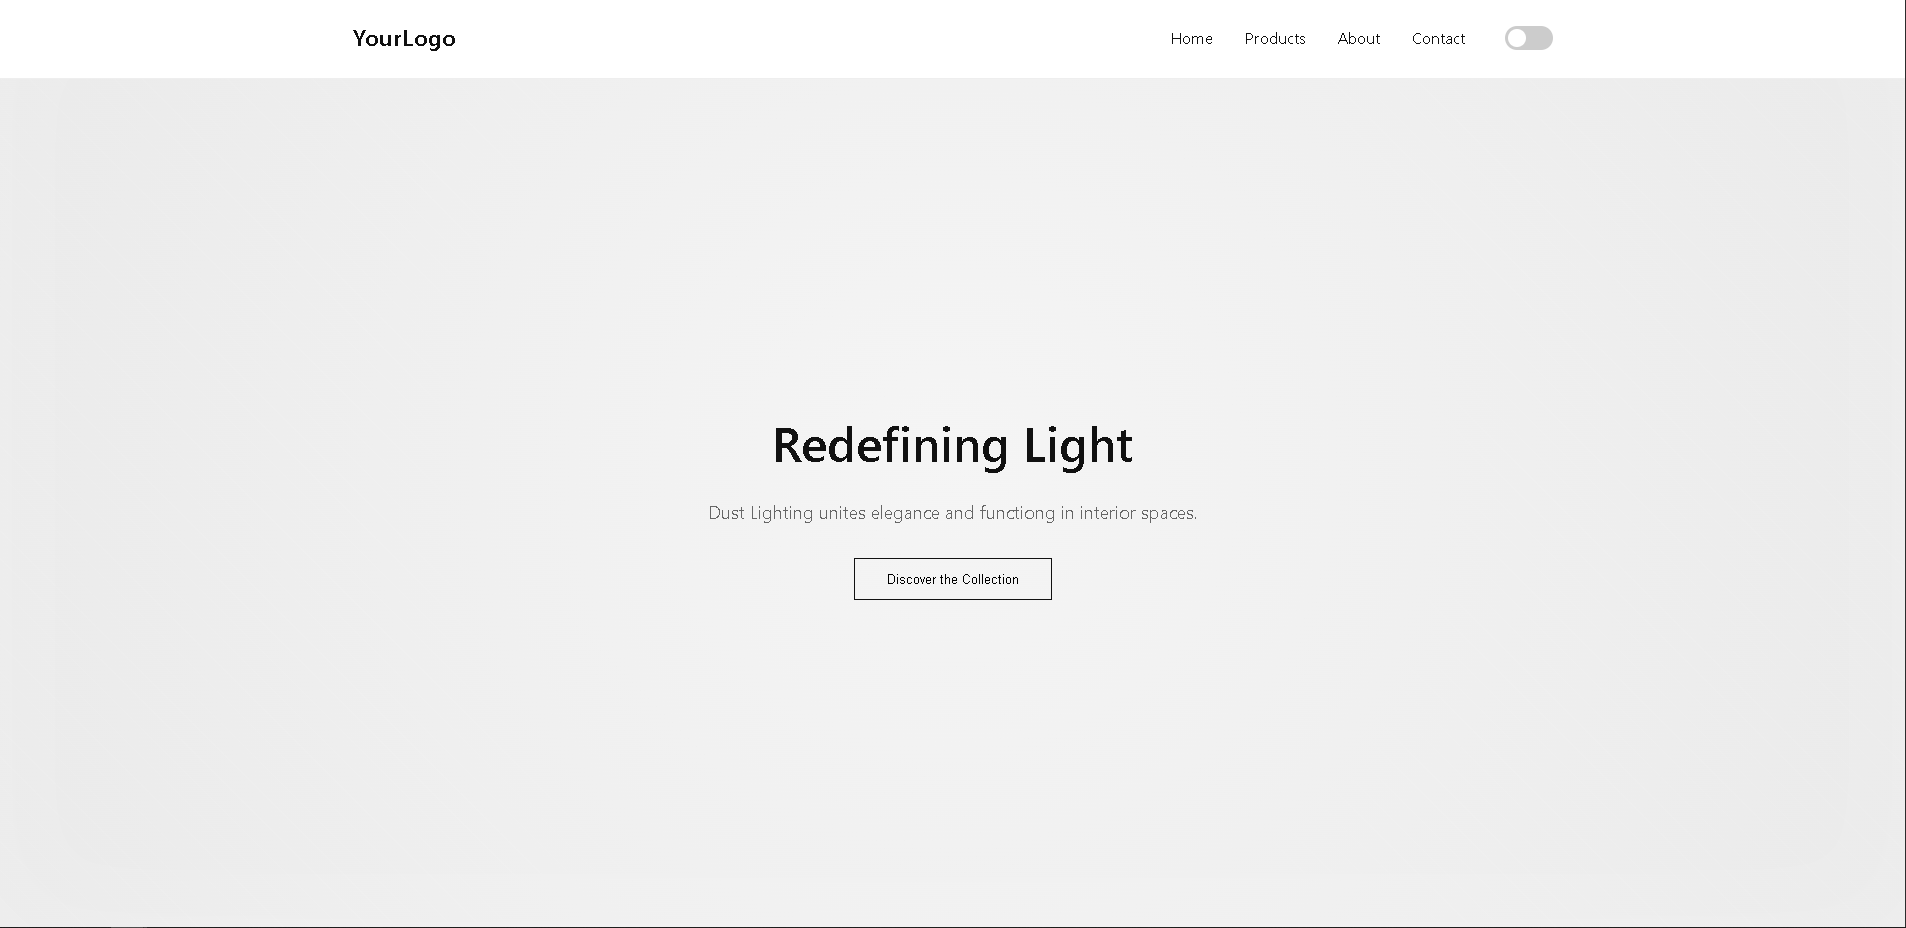 YourLogo
Home Products About Contact
Redefining Light
Dust Lighting unites elegance and functiong in interior spaces.
Discover the Collection